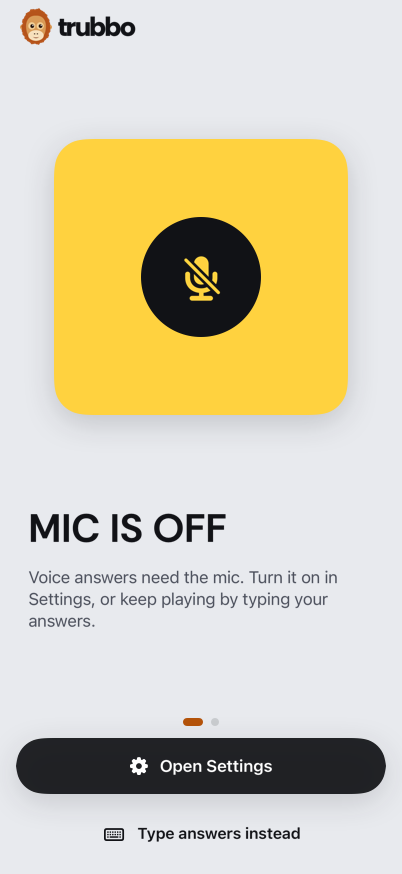 trubbo
MIC IS OFF
Voice answers need the mic. Turn it on in
Settings, or keep playing by typing your
answers.
Open Settings
Type answers instead